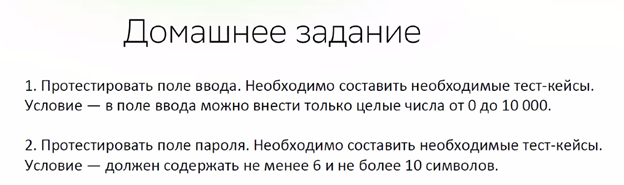 Домашнее задание
1. Протестировать поле ввода. Необходимо составить необходимые тест-кейсы.
Условие — в поле ввода можно внести только целые числа от 0 до 10 000.
2. Протестировать поле пароля. Необходимо составить необходимые тест-кейсы.
Условие — должен содержать не менее 6 и не более 10 символов.